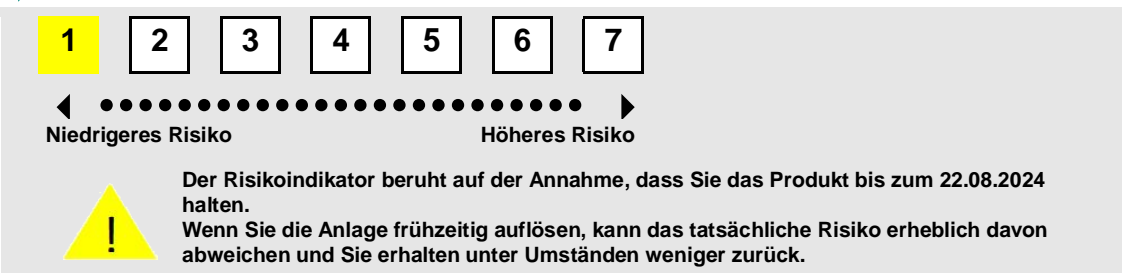 1 2 3 4 5 6 7
Niedrigeres Risiko Höheres Risiko
Der Risikoindikator beruht auf der Annahme, dass Sie das Produkt bis zum 22.08.2024
halten.
Wenn Sie die Anlage frühzeitig auflösen, kann das tatsächliche Risiko erheblich davon
abweichen und Sie erhalten unter Umständen weniger zurück.
!